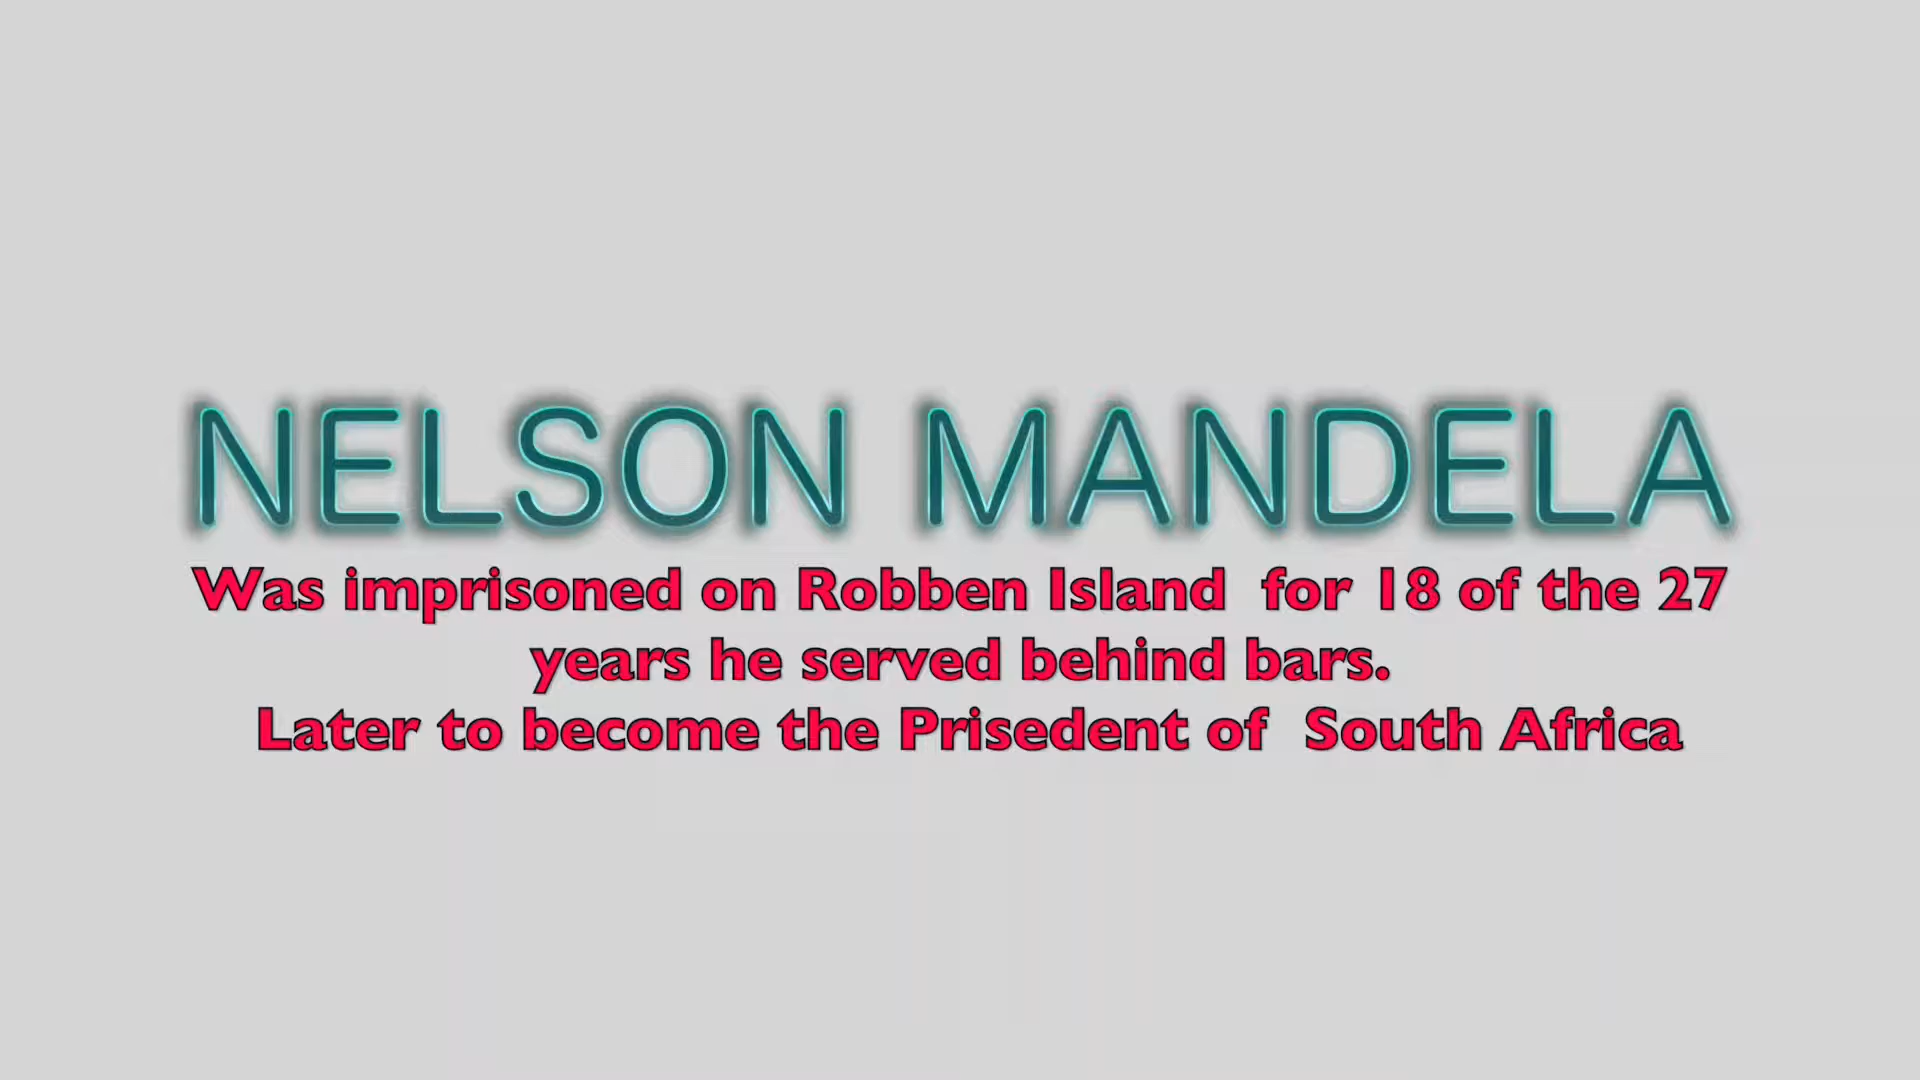 NELSON MANDELA
Was imprisoned on Robben Island  for 18 of the 27
years he served behind bars.
Later to become the Prisedent of  South Africa